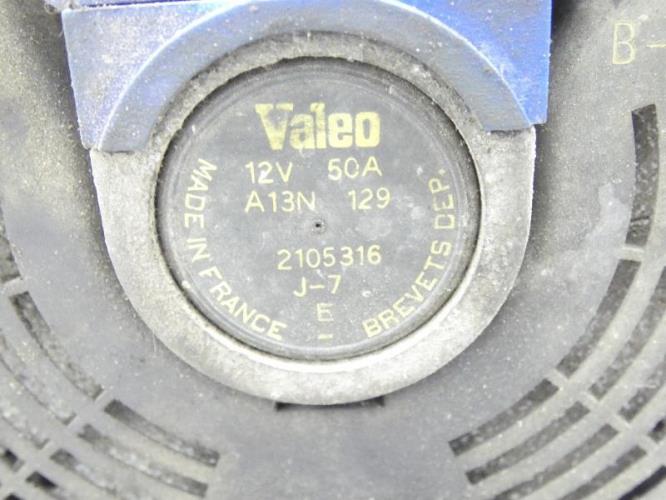 Valeo
12V 50A
A13N 129
2105316
J-7
E
MADE IN FRANCE - BREVETS DEP.
B-